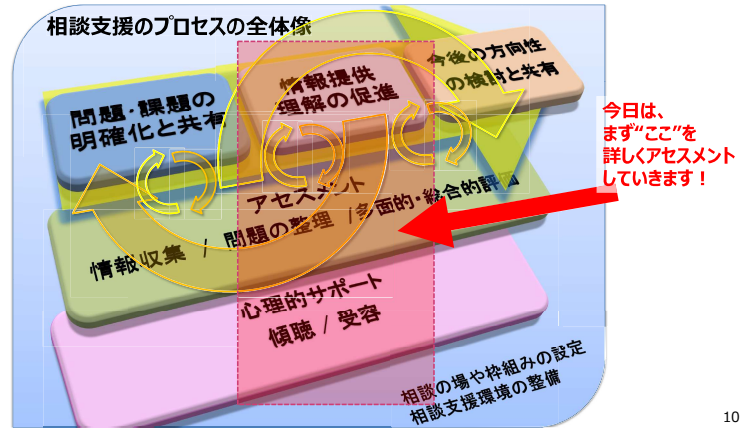 相談支援のプロセスの全体像
問題・課題の
明確化と共有
情報提供
理解の促進
今後の方向性
の検討と共有
今日は、
まず“ここ”を
詳しくアセスメント
していきます！
アセスメント
情報収集 / 問題の整理 /多面的・総合的評価
心理的サポート
傾聴 / 受容
相談の場や枠組みの設定
相談支援環境の整備
10